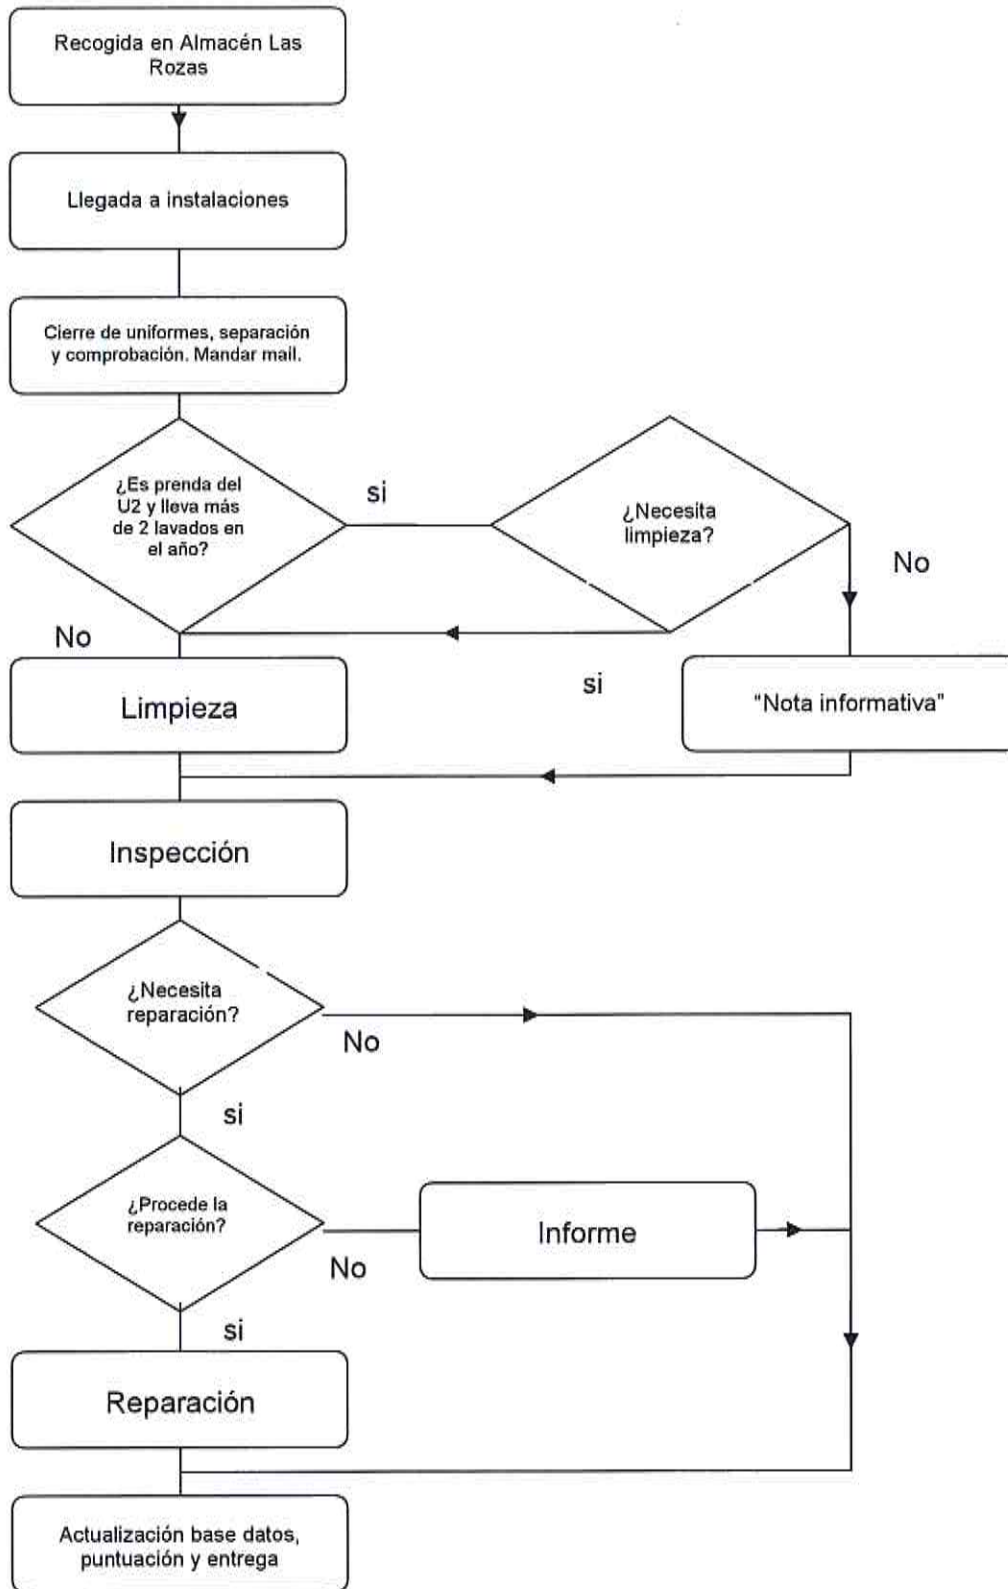 Recogida en Almacén Las
Rozas
Llegada a instalaciones
Cierre de uniformes, separación
y comprobación. Mandar mail.
¿Es prenda del
U2 y lleva más
de 2 lavados en
el año?
si
¿Necesita
limpieza?
No
No
si
Limpieza
"Nota informativa"
Inspección
¿Necesita
reparación?
No
si
¿Procede la
reparación?
No
Informe
si
Reparación
Actualización base datos,
puntuación y entrega